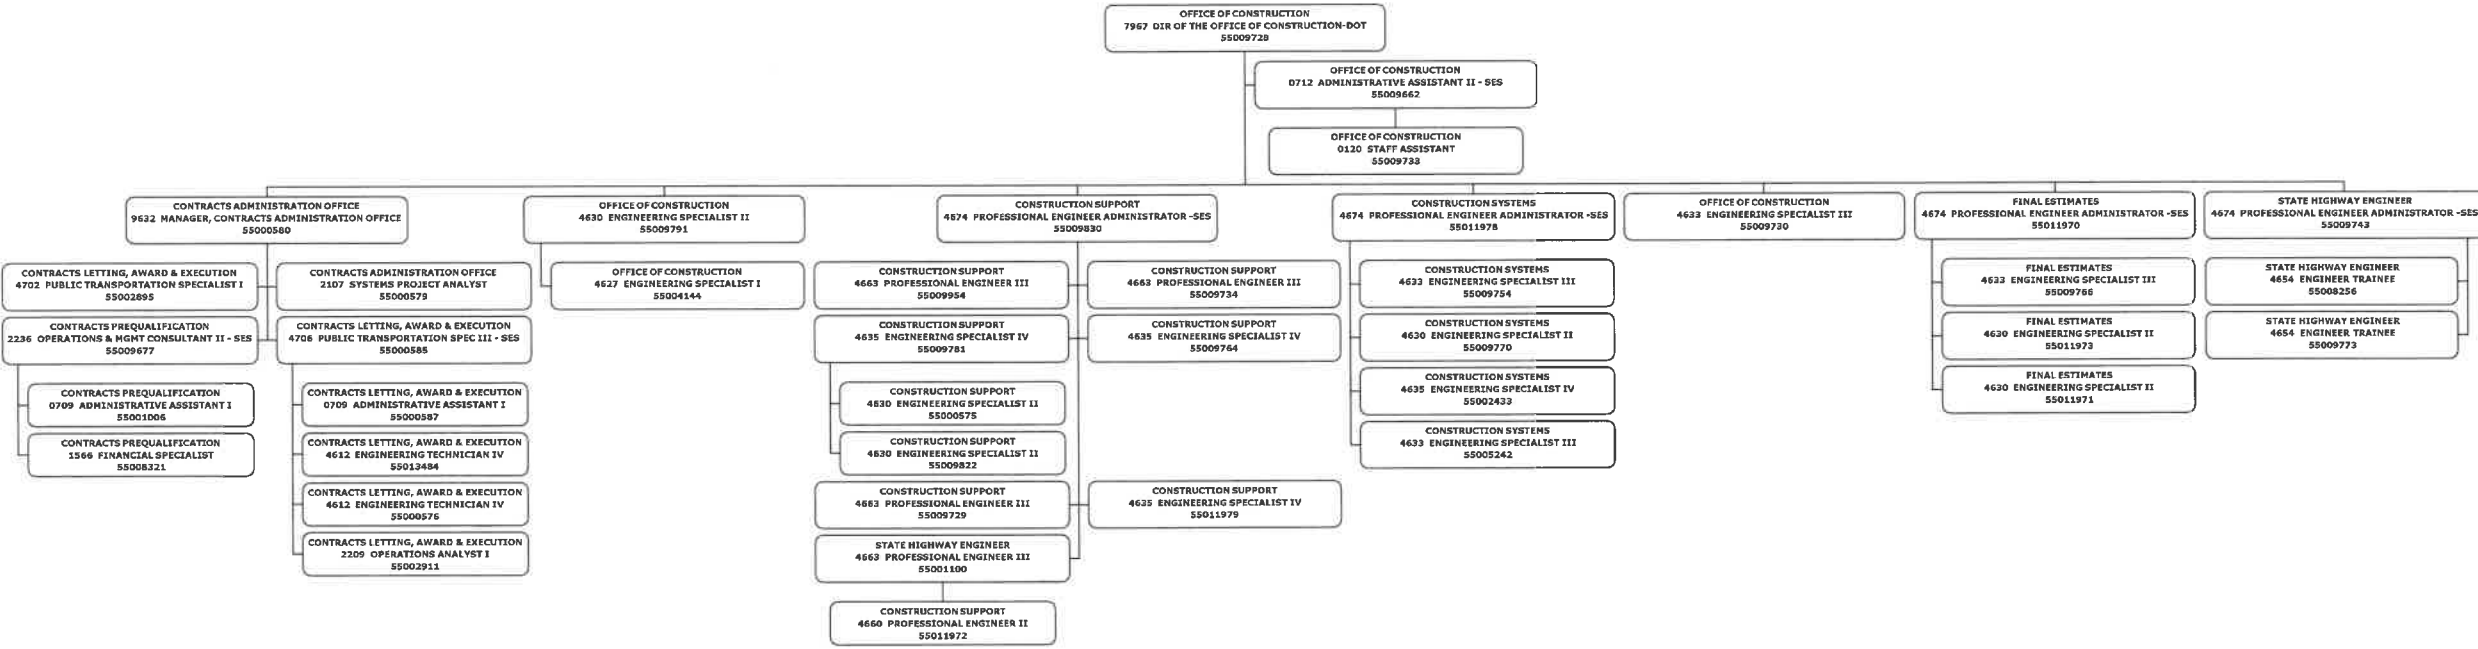 OFFICE OF CONSTRUCTION
7967 DIR OF THE OFFICE OF CONSTRUCTION-DOT
55009728
OFFICE OF CONSTRUCTION
0712 ADMINISTRATIVE ASSISTANT II - SES
55009662
OFFICE OF CONSTRUCTION
0120 STAFF ASSISTANT
55009733
CONTRACTS ADMINISTRATION OFFICE
9632 MANAGER, CONTRACTS ADMINISTRATION OFFICE
55000580
OFFICE OF CONSTRUCTION
4630 ENGINEERING SPECIALIST II
55009791
CONSTRUCTION SUPPORT
4674 PROFESSIONAL ENGINEER ADMINISTRATOR -SES
55009830
CONSTRUCTION SYSTEMS
4674 PROFESSIONAL ENGINEER ADMINISTRATOR -SES
55011978
OFFICE OF CONSTRUCTION
4633 ENGINEERING SPECIALIST III
55009730
FINAL ESTIMATES
4674 PROFESSIONAL ENGINEER ADMINISTRATOR -SES
55011970
STATE HIGHWAY ENGINEER
4674 PROFESSIONAL ENGINEER ADMINISTRATOR -SES
55009743
CONTRACTS LETTING, AWARD & EXECUTION
4702 PUBLIC TRANSPORTATION SPECIALIST I
55002895
CONTRACTS ADMINISTRATION OFFICE
2107 SYSTEMS PROJECT ANALYST
55000579
CONTRACTS PREQUALIFICATION
2236 OPERATIONS & MGMT CONSULTANT II - SES
55009677
CONTRACTS LETTING, AWARD & EXECUTION
4706 PUBLIC TRANSPORTATION SPEC III - SES
55000585
CONTRACTS PREQUALIFICATION
0709 ADMINISTRATIVE ASSISTANT I
55001006
CONTRACTS PREQUALIFICATION
1566 FINANCIAL SPECIALIST
55008321
CONTRACTS LETTING, AWARD & EXECUTION
0709 ADMINISTRATIVE ASSISTANT I
55000587
CONTRACTS LETTING, AWARD & EXECUTION
4612 ENGINEERING TECHNICIAN IV
55013484
CONTRACTS LETTING, AWARD & EXECUTION
4612 ENGINEERING TECHNICIAN IV
55000576
CONTRACTS LETTING, AWARD & EXECUTION
2209 OPERATIONS ANALYST I
55002911
OFFICE OF CONSTRUCTION
4627 ENGINEERING SPECIALIST I
55004144
CONSTRUCTION SUPPORT
4663 PROFESSIONAL ENGINEER III
55009954
CONSTRUCTION SUPPORT
4663 PROFESSIONAL ENGINEER III
55009734
CONSTRUCTION SUPPORT
4635 ENGINEERING SPECIALIST IV
55009781
CONSTRUCTION SUPPORT
4635 ENGINEERING SPECIALIST IV
55009764
CONSTRUCTION SUPPORT
4630 ENGINEERING SPECIALIST II
55000575
CONSTRUCTION SUPPORT
4630 ENGINEERING SPECIALIST II
55009822
CONSTRUCTION SUPPORT
4663 PROFESSIONAL ENGINEER III
55009729
CONSTRUCTION SUPPORT
4635 ENGINEERING SPECIALIST IV
55011979
STATE HIGHWAY ENGINEER
4663 PROFESSIONAL ENGINEER III
55001100
CONSTRUCTION SUPPORT
4660 PROFESSIONAL ENGINEER II
55011972
CONSTRUCTION SYSTEMS
4633 ENGINEERING SPECIALIST III
55009754
CONSTRUCTION SYSTEMS
4630 ENGINEERING SPECIALIST II
55009770
CONSTRUCTION SYSTEMS
4635 ENGINEERING SPECIALIST IV
55002433
CONSTRUCTION SYSTEMS
4633 ENGINEERING SPECIALIST III
55005242
FINAL ESTIMATES
4633 ENGINEERING SPECIALIST III
55009766
FINAL ESTIMATES
4630 ENGINEERING SPECIALIST II
55011973
FINAL ESTIMATES
4630 ENGINEERING SPECIALIST II
55011971
STATE HIGHWAY ENGINEER
4654 ENGINEER TRAINEE
55008256
STATE HIGHWAY ENGINEER
4654 ENGINEER TRAINEE
55009773